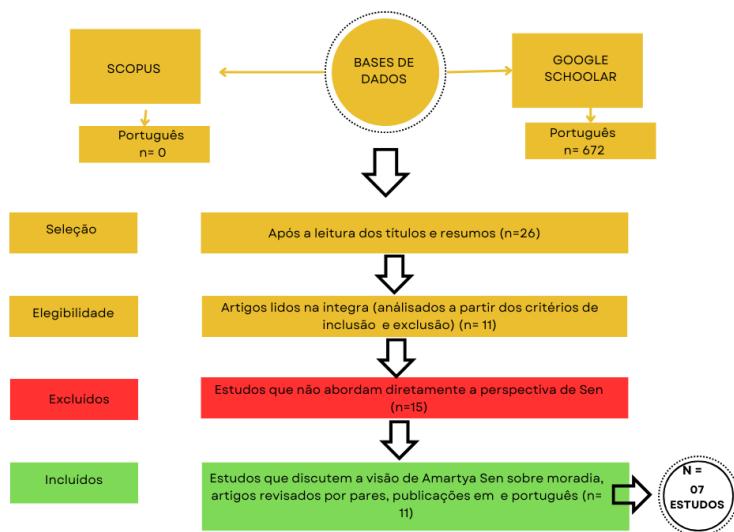 SCOPUS
BASES DE
DADOS
GOOGLE
SCHOOLAR
Português
n= 0
Português
n= 672
Seleção
Após a leitura dos títulos e resumos (n=26)
Elegibilidade
Artigos lidos na integra (análisados a partir dos critérios de
inclusão e exclusão) (n= 11)
Excluídos
Estudos que não abordam diretamente a perspectiva de Sen
(n=15)
Incluídos
Estudos que discutem a visão de Amartya Sen sobre moradia,
artigos revisados por pares, publicações em e português (n=
11)
N =
07
ESTUDOS